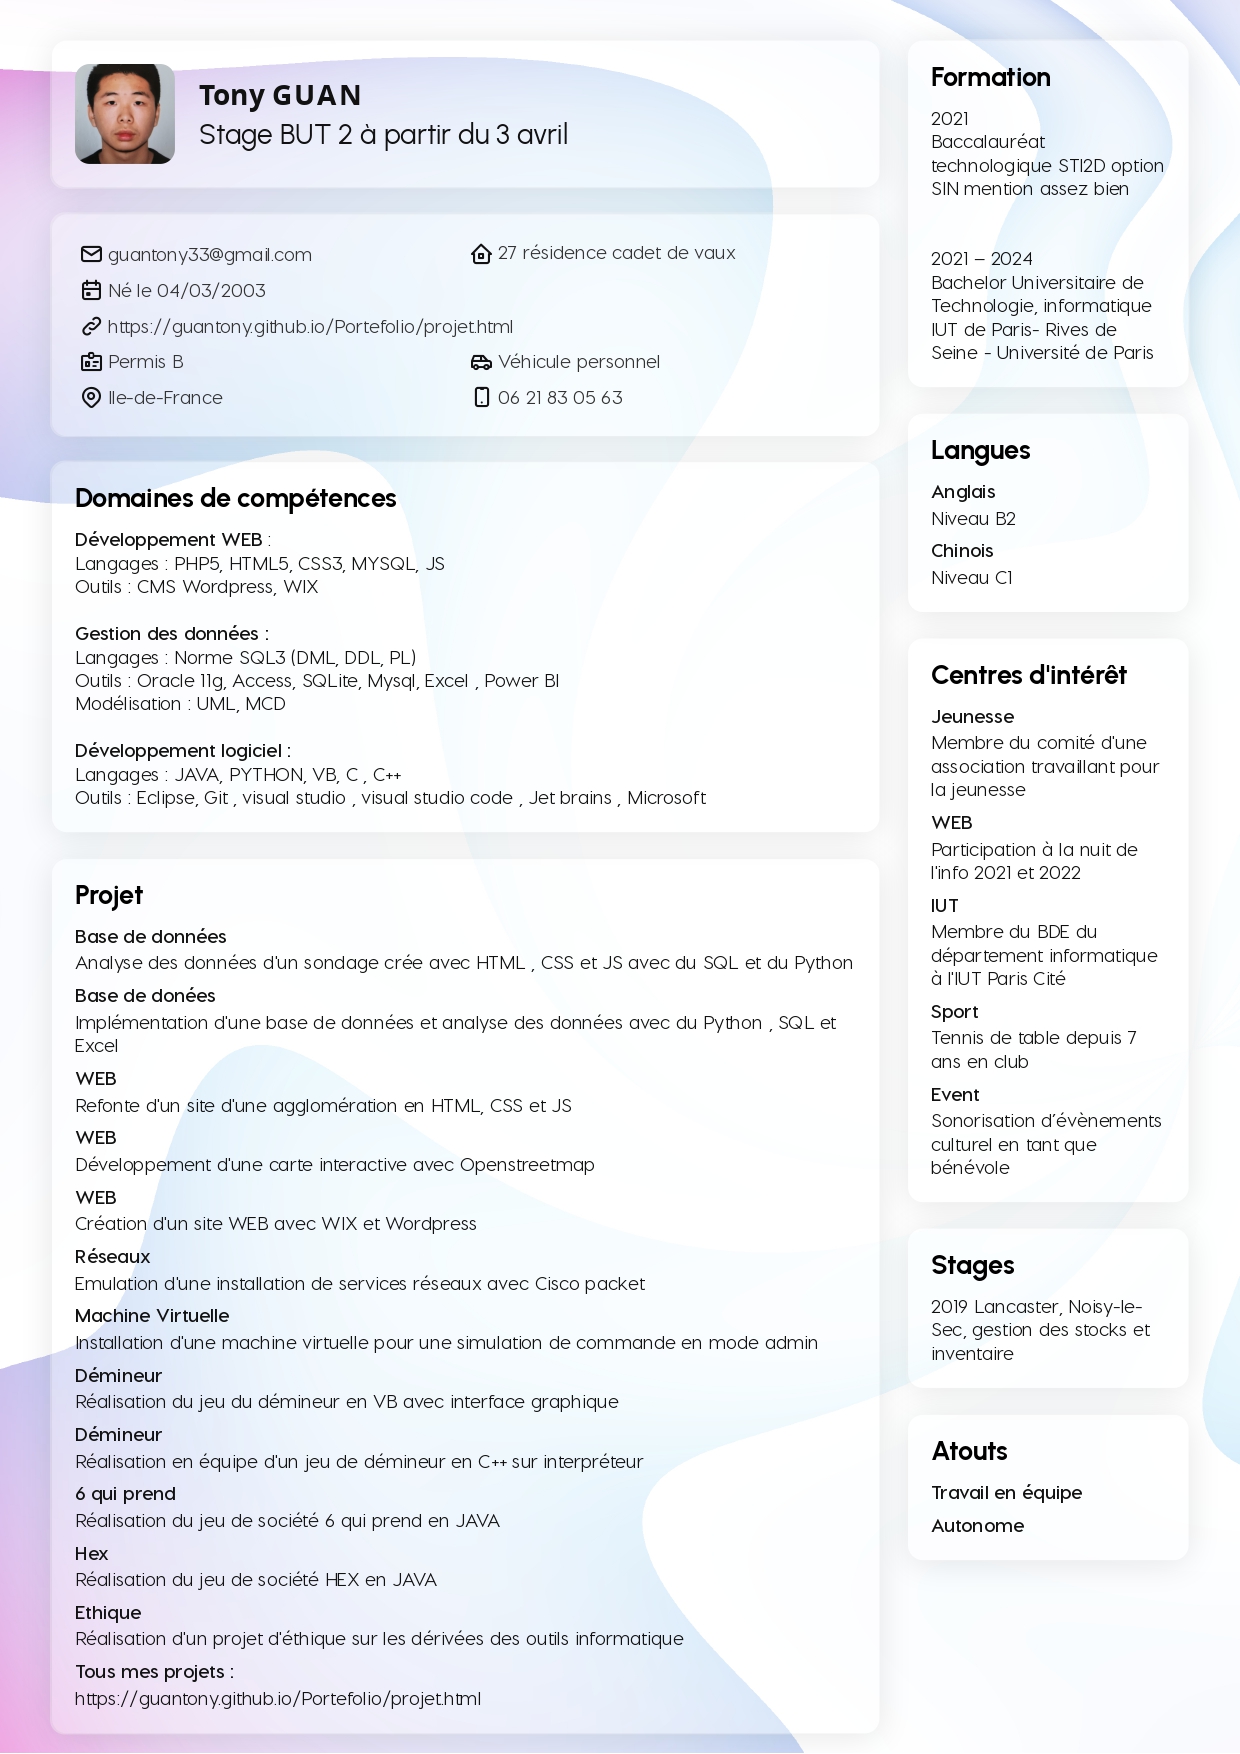 Tony GUAN
Stage BUT 2 à partir du 3 avril
guantony33@gmail.com
27 résidence cadet de vaux
Né le 04/03/2003
https://guantony.github.io/Portefolio/projet.html
Permis B
Véhicule personnel
Ile-de-France
06 21 83 05 63
Domaines de compétences
Développement WEB :
Langages : PHP5, HTML5, CSS3, MYSQL, JS
Outils : CMS Wordpress, WIX
Gestion des données :
Langages : Norme SQL3 (DML, DDL, PL)
Outils : Oracle 11g, Access, SQLite, Mysql, Excel , Power BI
Modélisation : UML, MCD
Développement logiciel :
Langages : JAVA, PYTHON, VB, C , C++
Outils : Eclipse, Git , visual studio , visual studio code , Jet brains , Microsoft
Projet
Base de données
Analyse des données d'un sondage crée avec HTML , CSS et JS avec du SQL et du Python
Base de donées
Implémentation d'une base de données et analyse des données avec du Python , SQL et
Excel
WEB
Refonte d'un site d'une agglomération en HTML, CSS et JS
WEB
Développement d'une carte interactive avec Openstreetmap
WEB
Création d'un site WEB avec WIX et Wordpress
Réseaux
Emulation d'une installation de services réseaux avec Cisco packet
Machine Virtuelle
Installation d'une machine virtuelle pour une simulation de commande en mode admin
Démineur
Réalisation du jeu du démineur en VB avec interface graphique
Démineur
Réalisation en équipe d'un jeu de démineur en C++ sur interpréteur
6 qui prend
Réalisation du jeu de société 6 qui prend en JAVA
Hex
Réalisation du jeu de société HEX en JAVA
Ethique
Réalisation d'un projet d'éthique sur les dérivées des outils informatique
Tous mes projets :
https://guantony.github.io/Portefolio/projet.html
Formation
2021
Baccalauréat
technologique STI2D option
SIN mention assez bien
2021 – 2024
Bachelor Universitaire de
Technologie, informatique
IUT de Paris- Rives de
Seine - Université de Paris
Langues
Anglais
Niveau B2
Chinois
Niveau C1
Centres d'intérêt
Jeunesse
Membre du comité d'une
association travaillant pour
la jeunesse
WEB
Participation à la nuit de
l'info 2021 et 2022
IUT
Membre du BDE du
département informatique
à l'IUT Paris Cité
Sport
Tennis de table depuis 7
ans en club
Event
Sonorisation d’évènements
culturel en tant que
bénévole
Stages
2019 Lancaster, Noisy-le-
Sec, gestion des stocks et
inventaire
Atouts
Travail en équipe
Autonome